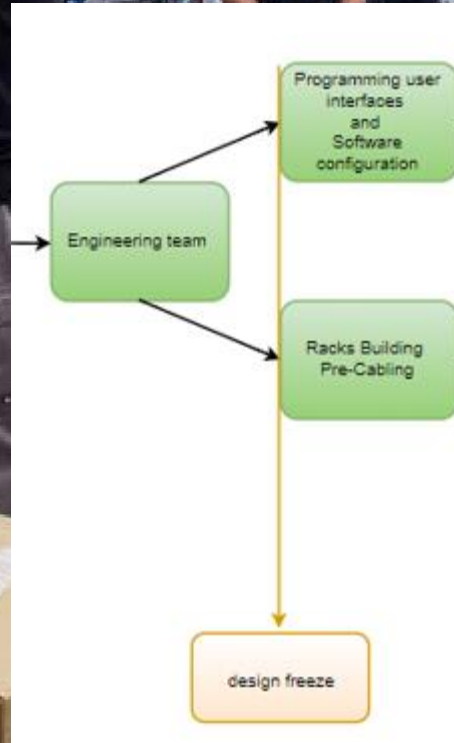 Programming user
interfaces
and
Software
configuration
Engineering team
Racks Building
Pre-Cabling
design freeze